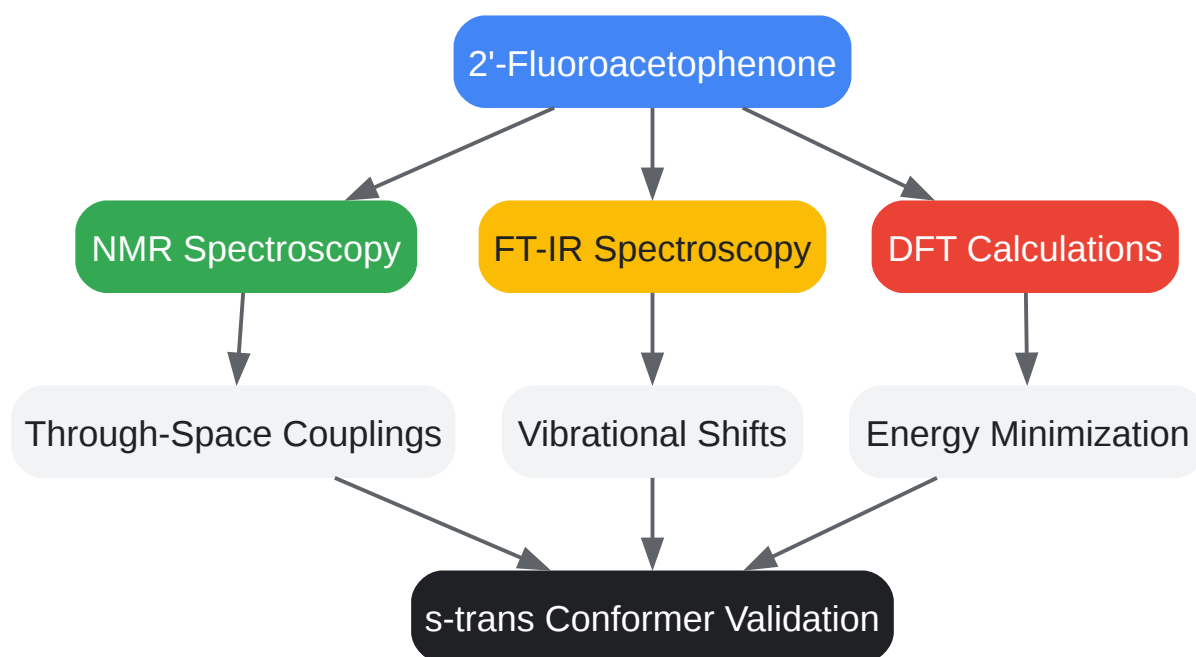 2'-Fluoroacetophenone
NMR Spectroscopy
FT-IR Spectroscopy
DFT Calculations
Through-Space Couplings
Vibrational Shifts
Energy Minimization
s-trans Conformer Validation